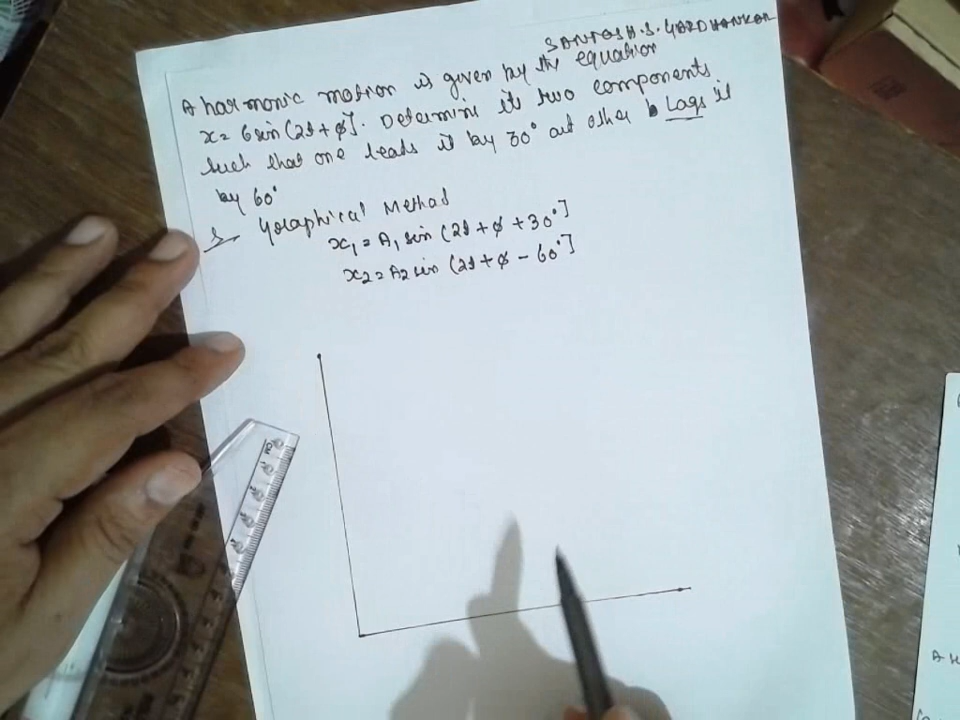 SANTOSH.S.YARDHANKAR
A harmonic motion is given by the equation
x = 6 sin (2t + φ]. Determine its two components
such that one leads it by 30° and other b Lags it
by 60°
Graphical Method
x₁ = A₁ sin (2t + φ + 30°]
x₂ = A₂ sin (2t + φ - 60°]
A H